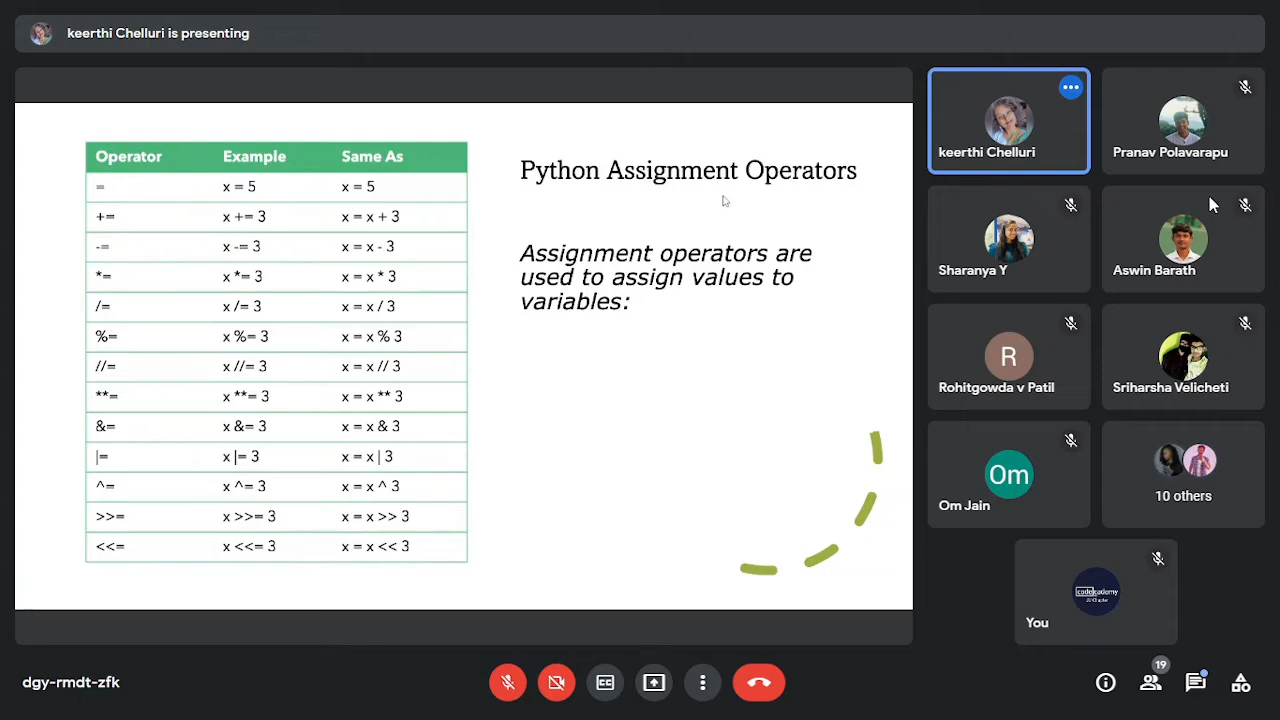 keerthi Chelluri is presenting
Operator Example Same As
= x = 5 x = 5
+= x += 3 x = x + 3
-= x -= 3 x = x - 3
*= x *= 3 x = x * 3
/= x /= 3 x = x / 3
%= x %= 3 x = x % 3
//= x //= 3 x = x // 3
**= x **= 3 x = x ** 3
&= x &= 3 x = x & 3
|= x |= 3 x = x | 3
^= x ^= 3 x = x ^ 3
>>= x >>= 3 x = x >> 3
<<= x <<= 3 x = x << 3
Python Assignment Operators
Assignment operators are
used to assign values to
variables:
keerthi Chelluri
Pranav Polavarapu
Sharanya Y
Aswin Barath
R
Rohitgowda v Patil
Sriharsha Velicheti
Om
Om Jain
10 others
codecademy
You
dgy-rmdt-zfk
CC
19